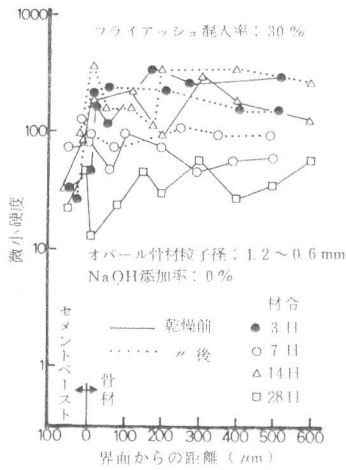 1000
フライアッシュ混入率：30％
100
微小硬度
10
オパール骨材粒子径：1.2～0.6mm
NaOH添加率：0％
材令
乾燥前
3日
〃 後
7日
14日
28日
セメントペースト
骨材
1
100 0 100 200 300 400 500 600
界面からの距離（μm）